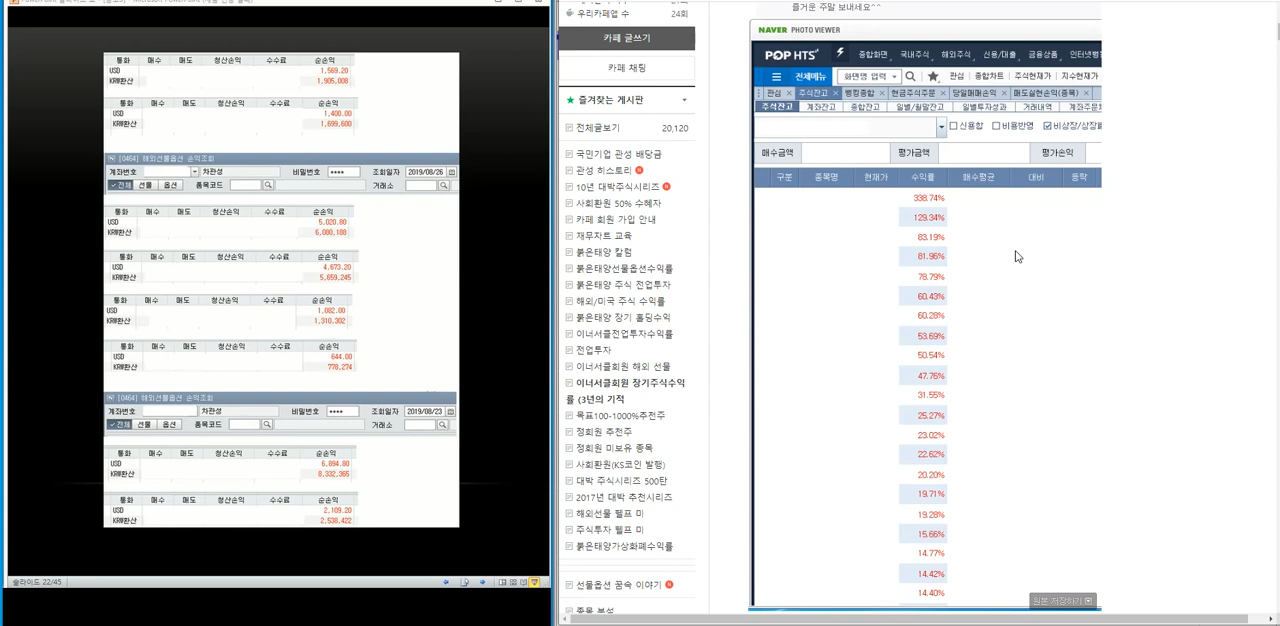 통화 매수 매도 청산손익 수수료 순손익
USD 1,569.20
KRW환산 1,905,008
통화 매수 매도 청산손익 수수료 순손익
USD 1,400.00
KRW환산 1,699,600
[0464] 해외선물옵션 손익조회
계좌번호 차관성 비밀번호 **** 조회일자 2019/08/26
전체 선물 옵션 품목코드 거래소
통화 매수 매도 청산손익 수수료 순손익
USD 5,020.80
KRW환산 6,080,188
통화 매수 매도 청산손익 수수료 순손익
USD 4,673.20
KRW환산 5,659,245
통화 매수 매도 청산손익 수수료 순손익
USD 1,082.00
KRW환산 1,310,302
통화 매수 매도 청산손익 수수료 순손익
USD 644.00
KRW환산 778,274
[0464] 해외선물옵션 손익조회
계좌번호 차관성 비밀번호 **** 조회일자 2019/08/23
전체 선물 옵션 품목코드 거래소
통화 매수 매도 청산손익 수수료 순손익
USD 6,894.80
KRW환산 8,332,365
통화 매수 매도 청산손익 수수료 순손익
USD 2,109.20
KRW환산 2,538,422
슬라이드 22/45
우리카페앱 수 24회
카페 글쓰기
카페 채팅
즐겨찾는 게시판
전체글보기 20,120
국민기업 관성 배당금
관성 히스토리
10년 대박주식시리즈
사회환원 50% 수혜자
카페 회원 가입 안내
재무차트 교육
붉은태양 칼럼
붉은태양선물옵션수익률
붉은태양 주식 전업투자
해외/미국 주식 수익률
붉은태양 장기 홀딩수익
이너서클전업투자수익률
전업투자
이너서클회원 해외 선물
이너서클회원 장기주식수익
률 (3년의 기적
목표100-1000%추천주
정회원 추천주
정회원 미보유 종목
사회환원(KS코인 발행)
대박 주식시리즈 500탄
2017년 대박 추천시리즈
해외선물 헬프 미
주식투자 헬프 미
붉은태양가상화폐수익률
선물옵션 꿈속 이야기
종목 분석
즐거운 주말 보내세요^^
NAVER PHOTO VIEWER
POP HTS 종합화면 국내주식 해외주식 신용/대출 금융상품
전체메뉴 화면명 입력 관심 종합차트 주식현재가 지수현재가
관심 주식잔고 뱅킹종합 현금주식주문 당일매매손익 매도실현손익(종목)
주식잔고 계좌잔고 종합잔고 일별/월말잔고 일별투자성과 거래내역
신용합 비용반영
매수금액 평가금액 평가손익
구분 종목명 현재가 수익률 매수평균 대비 등락
338.74%
129.34%
83.19%
81.96%
78.79%
60.43%
60.28%
53.69%
50.54%
47.76%
31.55%
25.27%
23.02%
22.62%
20.20%
19.71%
19.28%
15.66%
14.77%
14.42%
14.40%
원본 저장하기